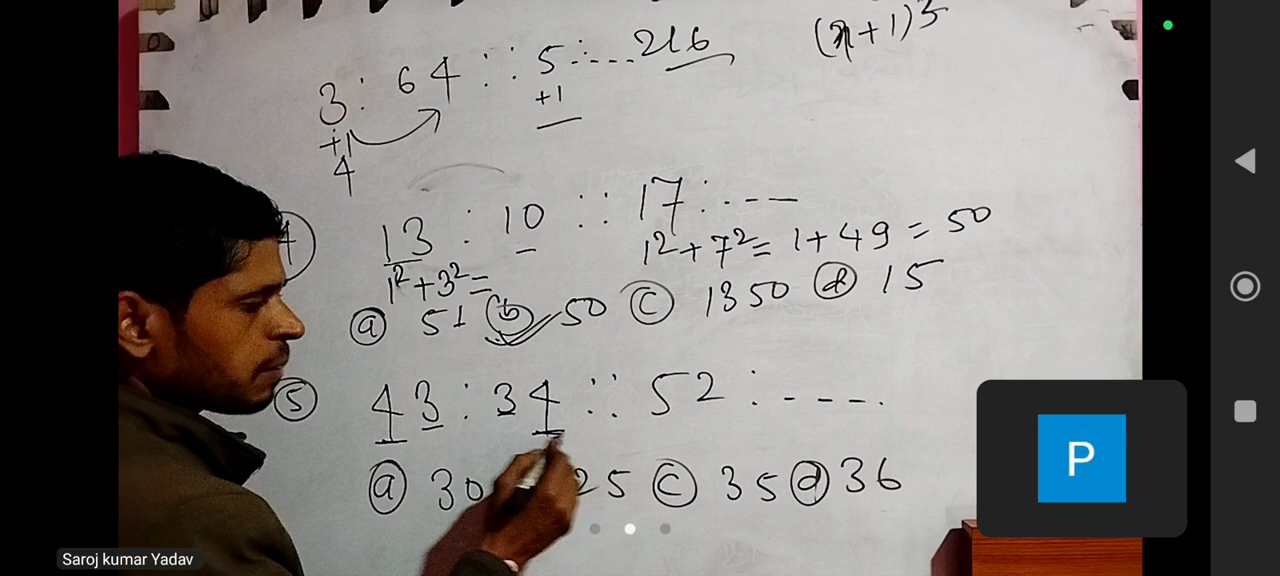 3 : 64 :: 5 : .... 216
(x+1)³
+1
+1
4
13 : 10 :: 17 : ---
1²+3²=
1²+7²= 1+49 = 50
(a) 51 (b) 50 (c) 1350 (d) 15
(5) 43 : 34 :: 52 : ----.
(a) 30 25 (c) 35 (d) 36
P
Saroj kumar Yadav